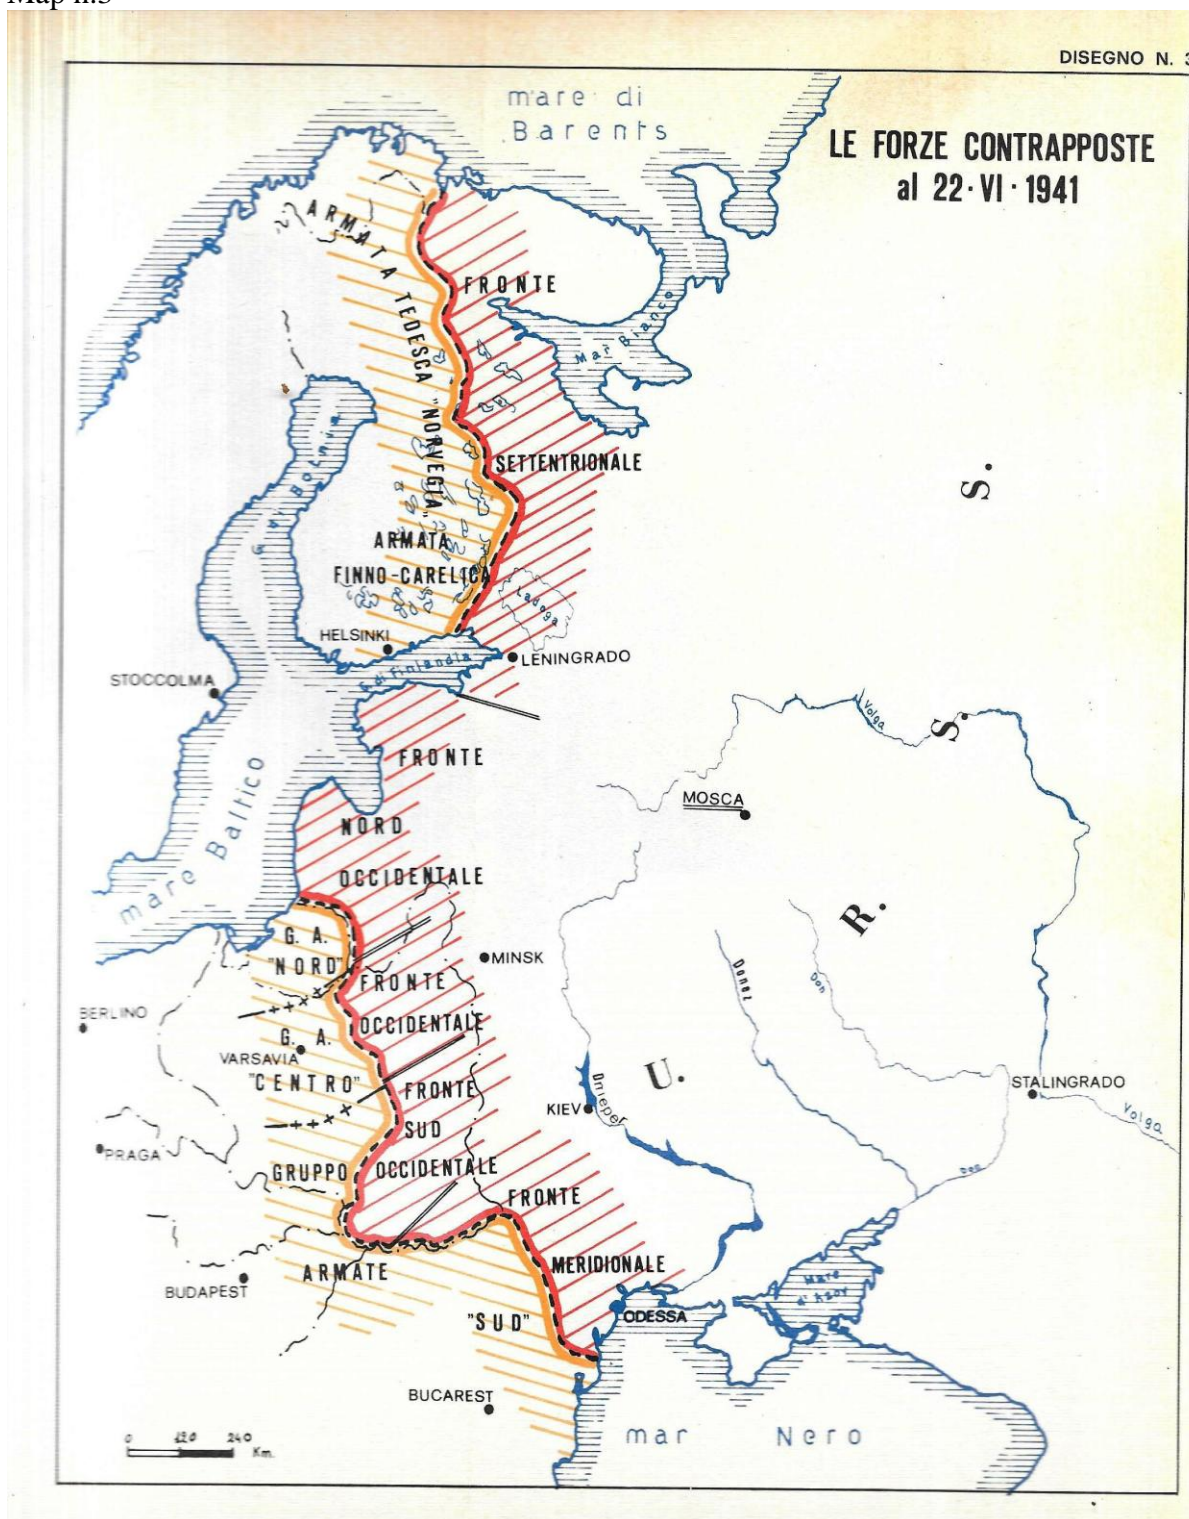 Map n.3
DISEGNO N. 3
LE FORZE CONTRAPPOSTE
al 22·VI·1941
mare di
Barents
ARMATA TEDESCA "NORVEGIA"
FRONTE
Mar Bianco
SETTENTRIONALE
G. di Botnia
S.
ARMATA
FINNO-CARELICA
Ladoga
HELSINKI
G. di Finlandia
LENINGRADO
STOCCOLMA
Volga
S.
FRONTE
MOSCA
mare Baltico
NORD
OCCIDENTALE
R.
G. A.
"NORD"
MINSK
Donez
Don
FRONTE
BERLINO
OCCIDENTALE
G. A.
VARSAVIA
"CENTRO"
FRONTE
U.
STALINGRADO
Dnieper
KIEV
Volga
SUD
PRAGA
GRUPPO
OCCIDENTALE
Don
FRONTE
ARMATE
MERIDIONALE
Mare
d'Azov
BUDAPEST
"SUD"
ODESSA
BUCAREST
mar Nero
0 120 240
Km.